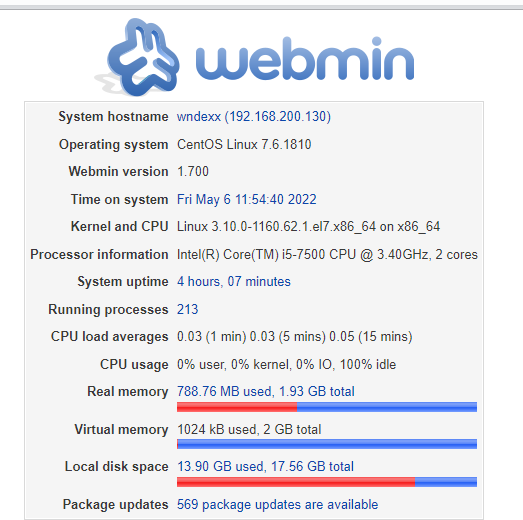 webmin
System hostname wndexx (192.168.200.130)
Operating system CentOS Linux 7.6.1810
Webmin version 1.700
Time on system Fri May 6 11:54:40 2022
Kernel and CPU Linux 3.10.0-1160.62.1.el7.x86_64 on x86_64
Processor information Intel(R) Core(TM) i5-7500 CPU @ 3.40GHz, 2 cores
System uptime 4 hours, 07 minutes
Running processes 213
CPU load averages 0.03 (1 min) 0.03 (5 mins) 0.05 (15 mins)
CPU usage 0% user, 0% kernel, 0% IO, 100% idle
Real memory 788.76 MB used, 1.93 GB total
Virtual memory 1024 kB used, 2 GB total
Local disk space 13.90 GB used, 17.56 GB total
Package updates 569 package updates are available